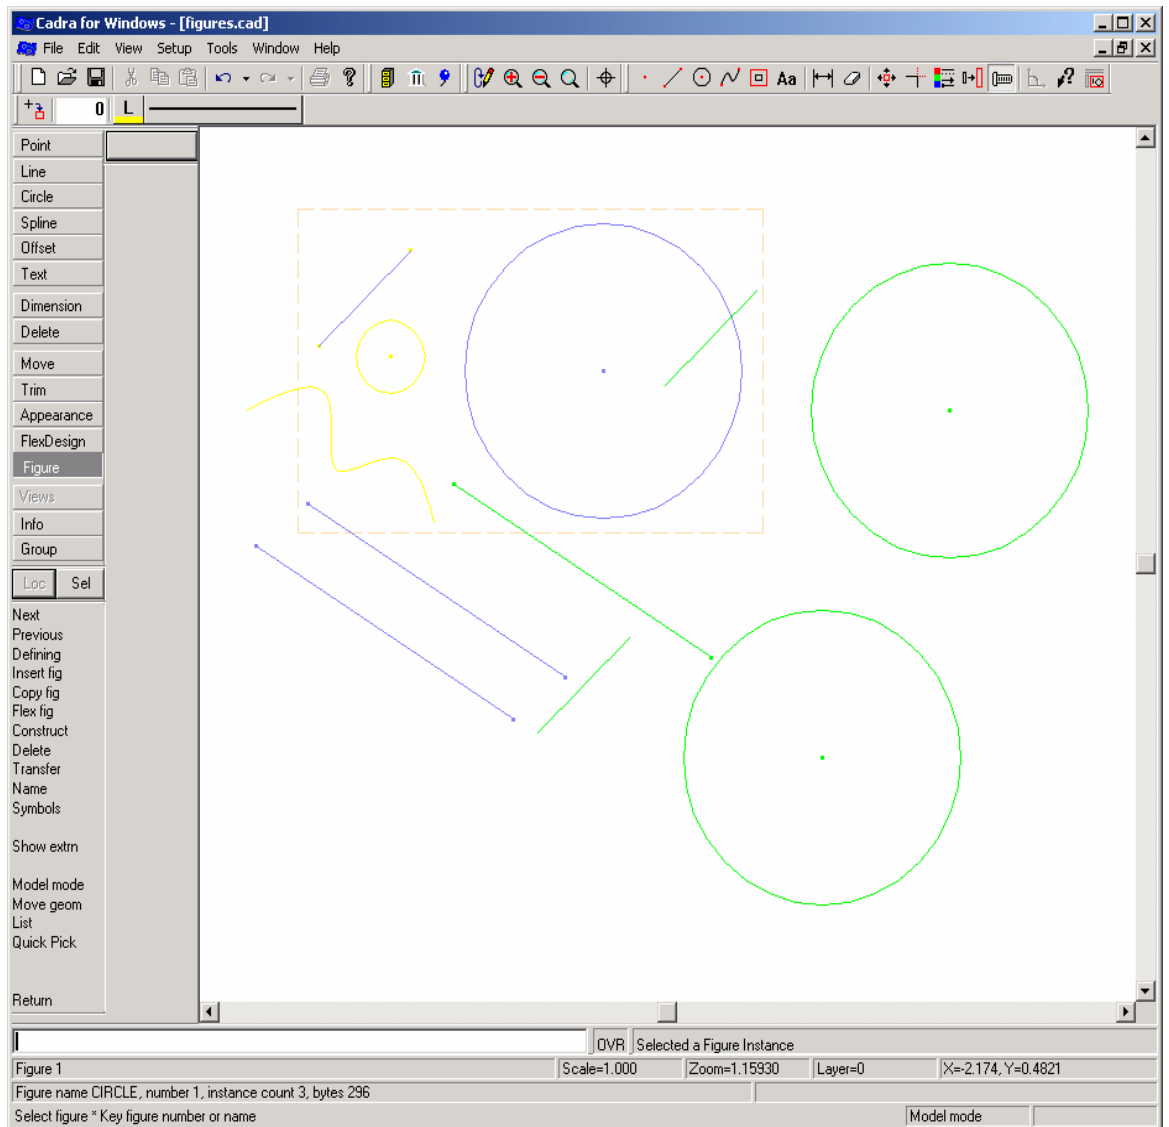 Cadra for Windows - [figures.cad]
File Edit View Setup Tools Window Help
Aa
0 L
Point
Line
Circle
Spline
Offset
Text
Dimension
Delete
Move
Trim
Appearance
FlexDesign
Figure
Views
Info
Group
Loc Sel
Next
Previous
Defining
Insert fig
Copy fig
Flex fig
Construct
Delete
Transfer
Name
Symbols
Show extrn
Model mode
Move geom
List
Quick Pick
Return
OVR Selected a Figure Instance
Figure 1 Scale=1.000 Zoom=1.15930 Layer=0 X=-2.174, Y=0.4821
Figure name CIRCLE, number 1, instance count 3, bytes 296
Select figure * Key figure number or name Model mode